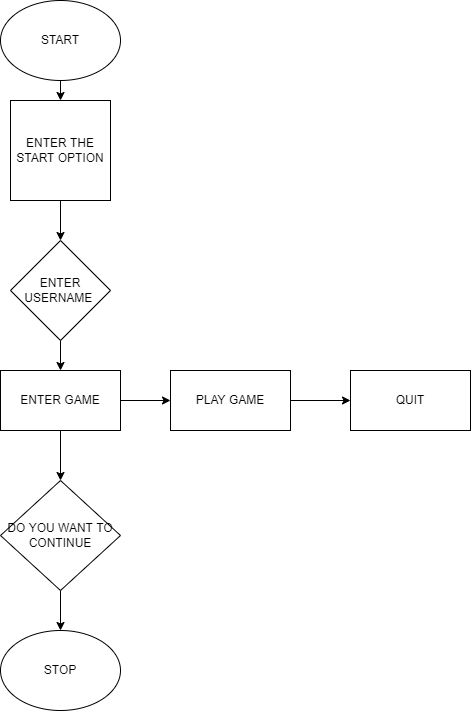 START
ENTER THE
START OPTION
ENTER
USERNAME
ENTER GAME
PLAY GAME
QUIT
DO YOU WANT TO
CONTINUE
STOP